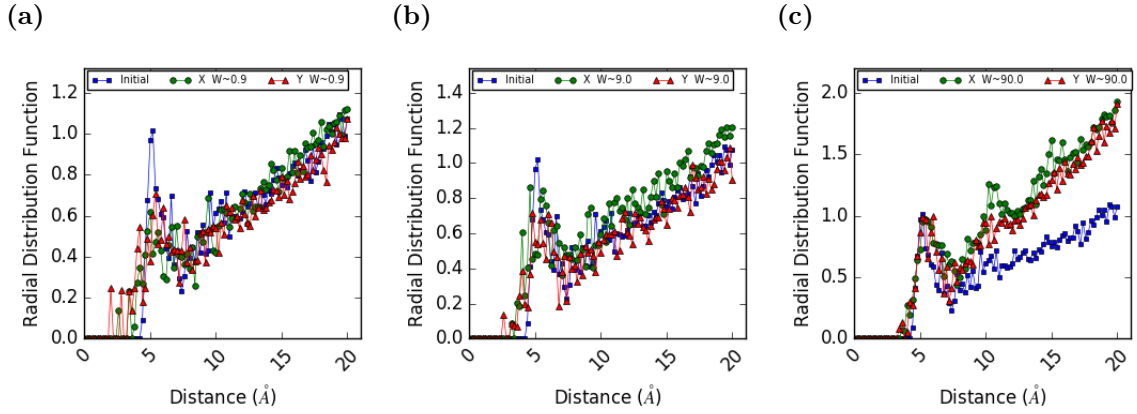 (a)
Initial X W~0.9 Y W~0.9
Radial Distribution Function
1.2
1.0
0.8
0.6
0.4
0.2
0.0
0 5 10 15 20
Distance (Å)
(b)
Initial X W~9.0 Y W~9.0
Radial Distribution Function
1.4
1.2
1.0
0.8
0.6
0.4
0.2
0.0
0 5 10 15 20
Distance (Å)
(c)
Initial X W~90.0 Y W~90.0
Radial Distribution Function
2.0
1.5
1.0
0.5
0.0
0 5 10 15 20
Distance (Å)